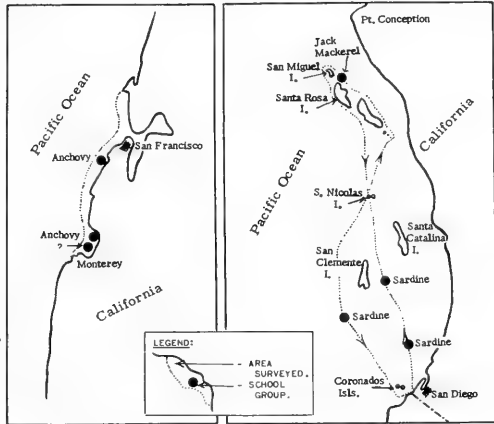 Pacific Ocean
San Francisco
Anchovy
Anchovy
?
Monterey
California
Pt. Conception
Jack
Mackerel
San Miguel
I.
Santa Rosa
I.
California
Pacific Ocean
S. Nicolas
I.
Santa
Catalina
I.
San
Clemente
I.
Sardine
Sardine
Sardine
Coronados
Isls.
San Diego
LEGEND:
AREA
SURVEYED.
SCHOOL
GROUP.